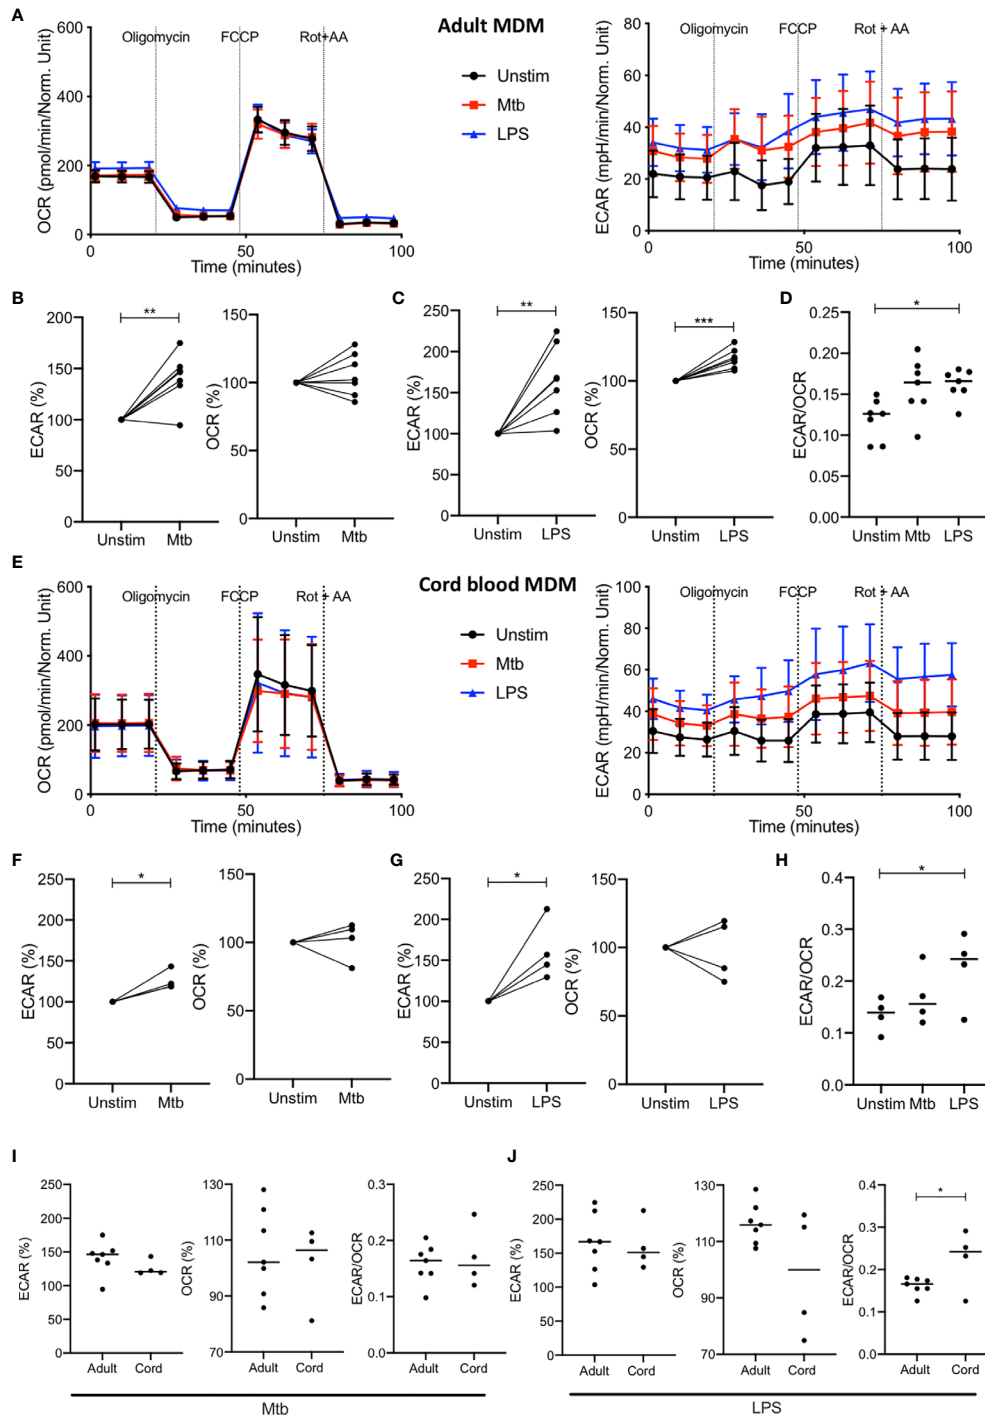 A
Adult MDM
OCR (pmol/min/Norm. Unit)
600
400
200
0
Oligomycin
FCCP
Rot+AA
0
50
100
Time (minutes)
Unstim
Mtb
LPS
ECAR (mpH/min/Norm. Unit)
80
60
40
20
0
Oligomycin
FCCP
Rot + AA
0
50
100
Time (minutes)
B
ECAR (%)
200
150
100
50
0
**
Unstim
Mtb
OCR (%)
150
100
50
0
Unstim
Mtb
C
ECAR (%)
250
200
150
100
50
0
**
Unstim
LPS
OCR (%)
150
100
50
0
***
Unstim
LPS
D
ECAR/OCR
0.25
0.20
0.15
0.10
0.05
0.00
*
Unstim Mtb LPS
E
Cord blood MDM
OCR (pmol/min/Norm. Unit)
600
400
200
0
Oligomycin
FCCP
Rot + AA
0
50
100
Time (minutes)
Unstim
Mtb
LPS
ECAR (mpH/min/Norm. Unit)
100
80
60
40
20
0
Oligomycin
FCCP
Rot + AA
0
50
100
Time (minutes)
F
ECAR (%)
250
200
150
100
50
0
*
Unstim
Mtb
OCR (%)
150
100
50
0
Unstim
Mtb
G
ECAR (%)
250
200
150
100
50
0
*
Unstim
LPS
OCR (%)
150
100
50
0
Unstim
LPS
H
ECAR/OCR
0.4
0.3
0.2
0.1
0.0
*
Unstim Mtb LPS
I
ECAR (%)
250
200
150
100
50
0
Adult
Cord
OCR (%)
130
110
90
70
Adult
Cord
ECAR/OCR
0.3
0.2
0.1
0.0
Adult
Cord
Mtb
J
ECAR (%)
250
200
150
100
50
0
Adult
Cord
OCR (%)
130
110
90
70
Adult
Cord
ECAR/OCR
0.4
0.3
0.2
0.1
0.0
*
Adult
Cord
LPS